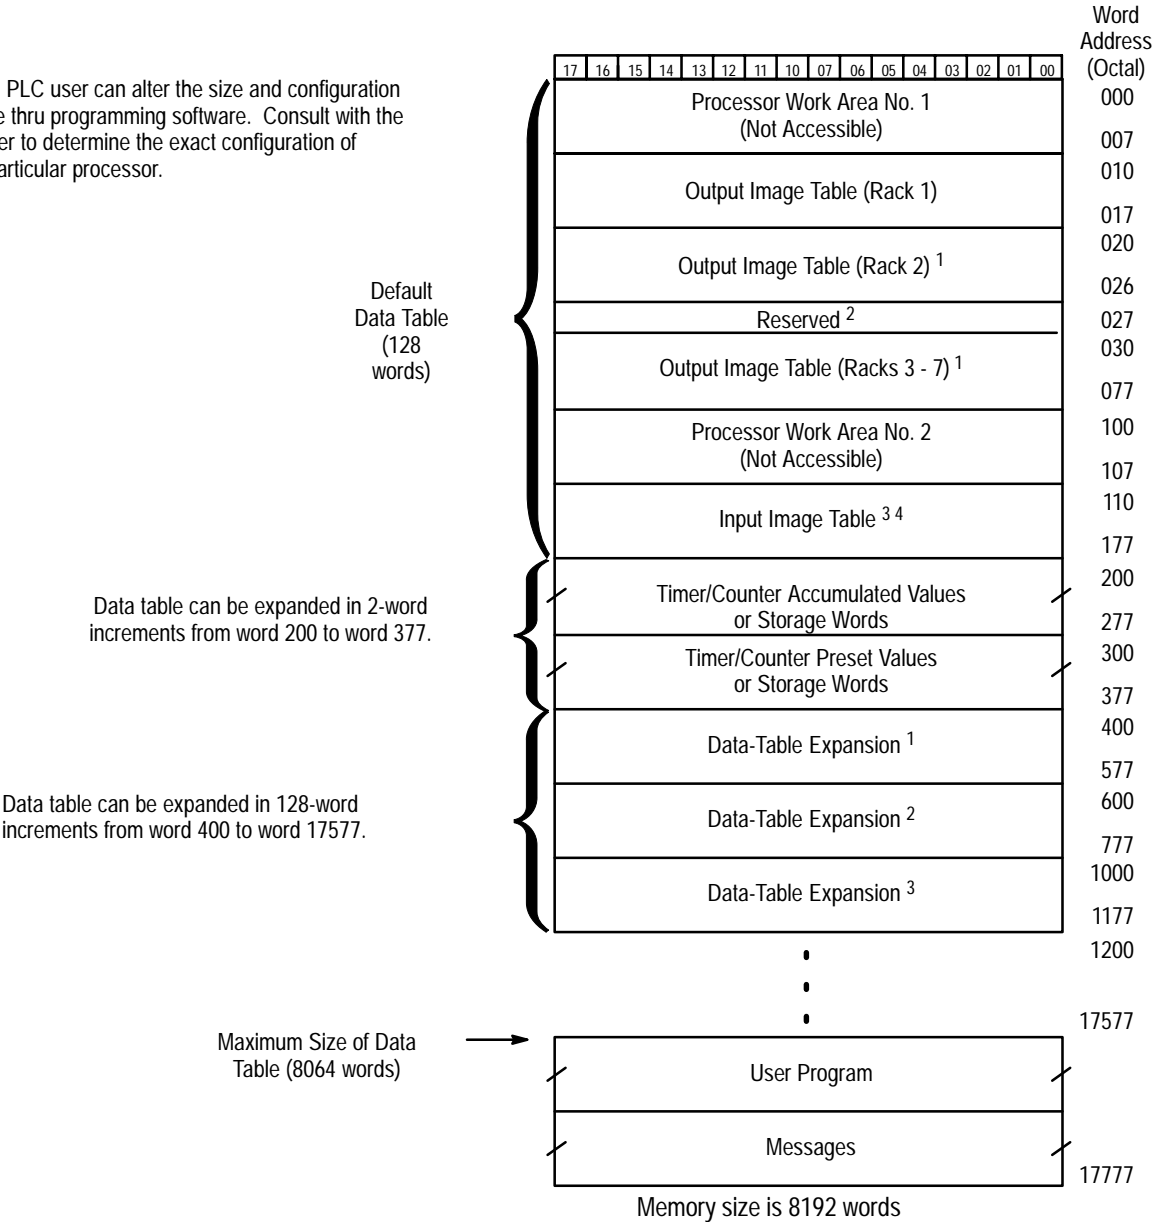 Word
Address
(Octal)
17 16 15 14 13 12 11 10 07 06 05 04 03 02 01 00
PLC user can alter the size and configuration
e thru programming software. Consult with the
er to determine the exact configuration of
articular processor.
Processor Work Area No. 1
(Not Accessible)
000
007
Output Image Table (Rack 1)
010
017
Output Image Table (Rack 2) 1
020
026
Default
Data Table
(128
words)
Reserved 2
027
Output Image Table (Racks 3 - 7) 1
030
077
Processor Work Area No. 2
(Not Accessible)
100
107
Input Image Table 3 4
110
177
Data table can be expanded in 2-word
increments from word 200 to word 377.
Timer/Counter Accumulated Values
or Storage Words
200
277
Timer/Counter Preset Values
or Storage Words
300
377
Data-Table Expansion 1
400
577
Data table can be expanded in 128-word
increments from word 400 to word 17577.
Data-Table Expansion 2
600
777
Data-Table Expansion 3
1000
1177
1200
17577
Maximum Size of Data
Table (8064 words)
User Program
Messages
17777
Memory size is 8192 words